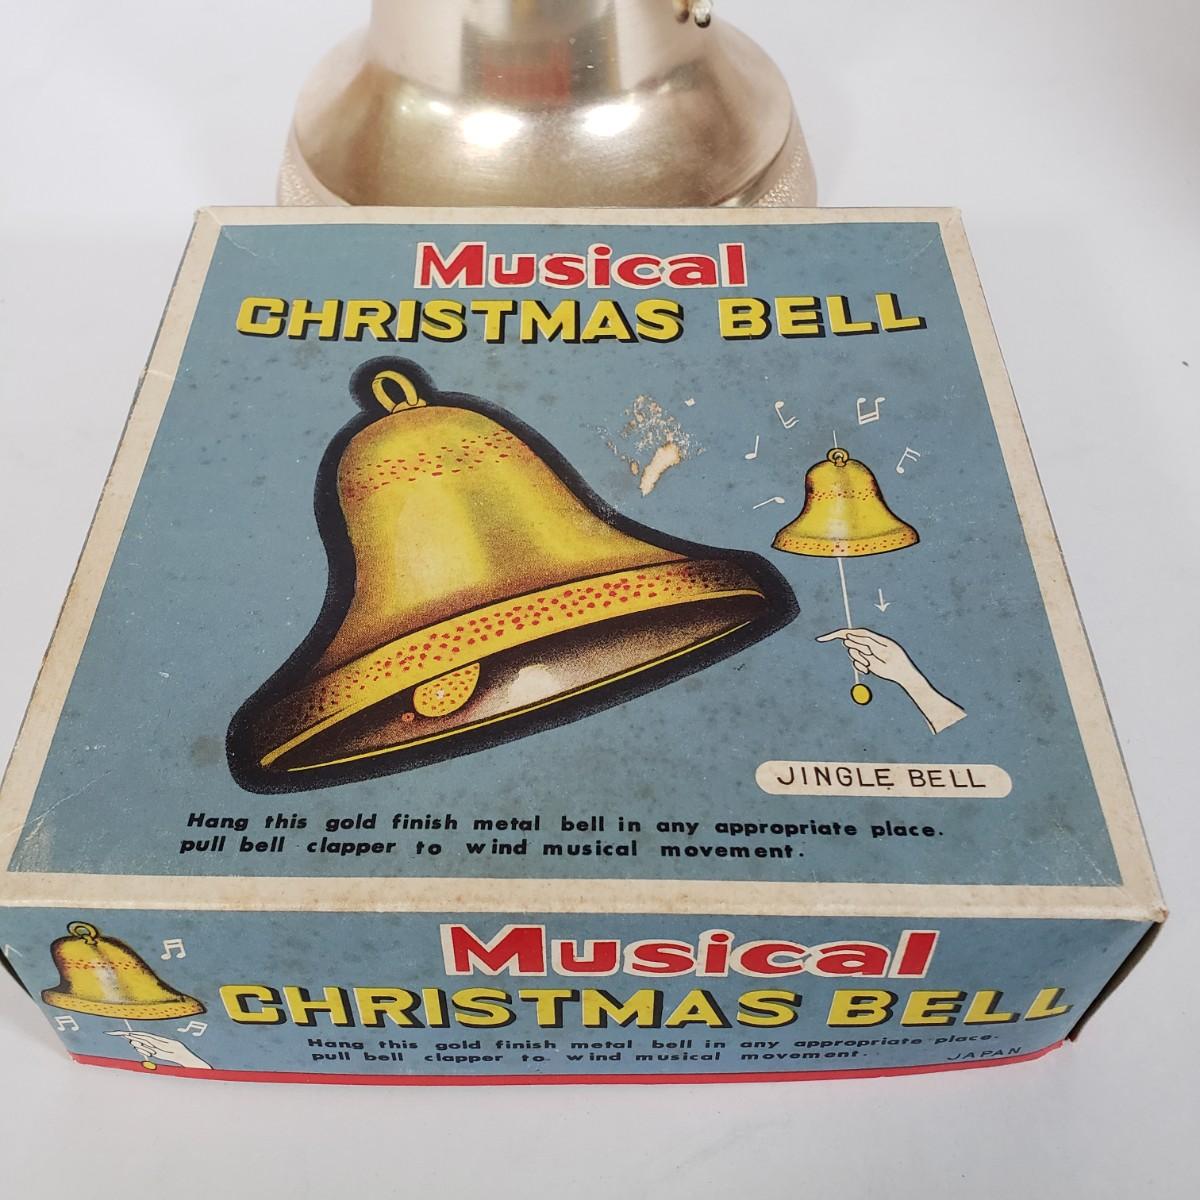 Musical
CHRISTMAS BELL
JINGLE BELL
Hang this gold finish metal bell in any appropriate place.
pull bell clapper to wind musical movement.
Musical
CHRISTMAS BELL
Hang this gold finish metal bell in any appropriate place.
pull bell clapper to wind musical movement.
JAPAN